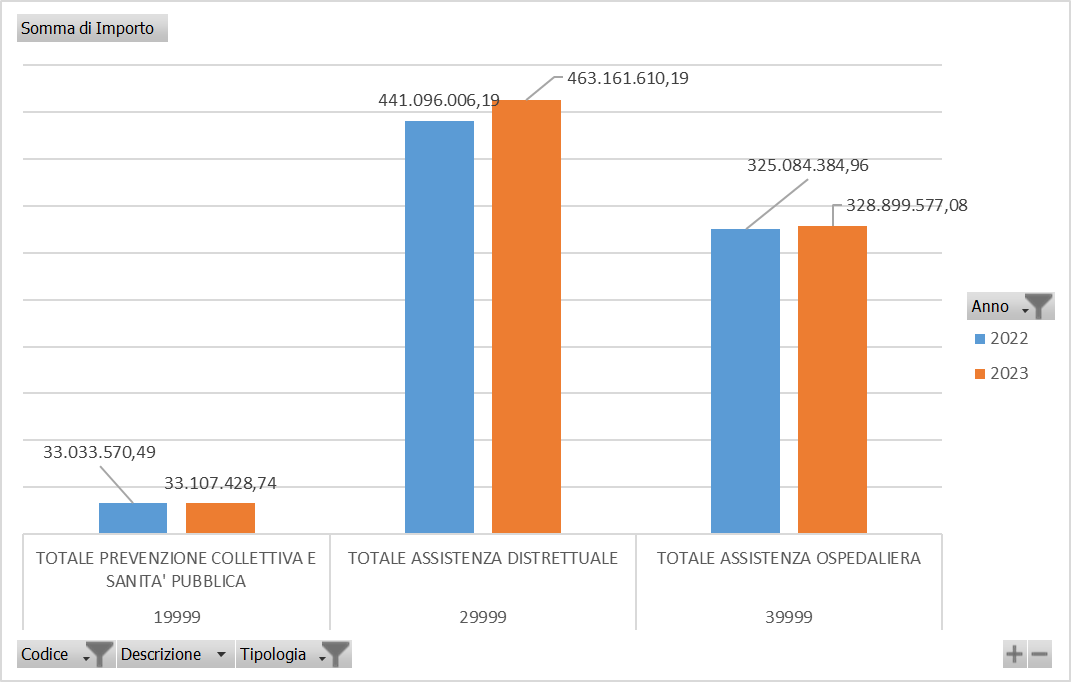 Somma di Importo
463.161.610,19
441.096.006,19
325.084.384,96
328.899.577,08
33.033.570,49
33.107.428,74
Anno
2022
2023
TOTALE PREVENZIONE COLLETTIVA E
SANITA' PUBBLICA
TOTALE ASSISTENZA DISTRETTUALE
TOTALE ASSISTENZA OSPEDALIERA
19999
29999
39999
Codice
Descrizione
Tipologia